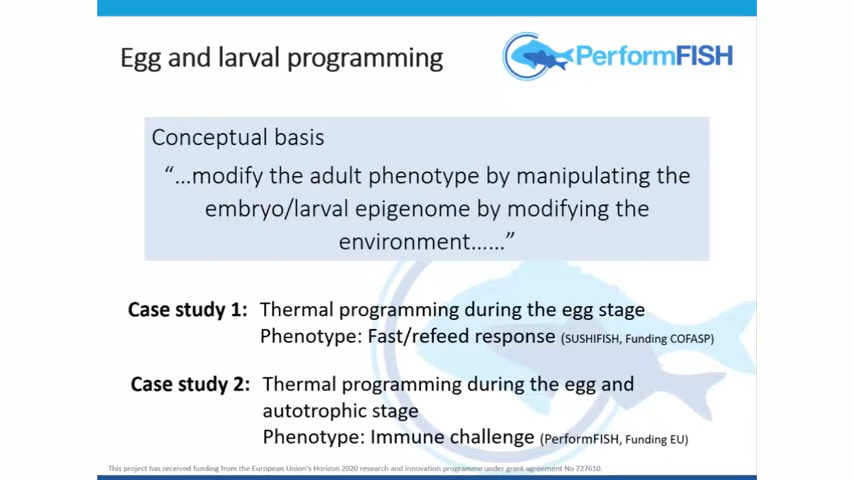 Egg and larval programming
PerformFISH
Conceptual basis
“...modify the adult phenotype by manipulating the
embryo/larval epigenome by modifying the
environment......”
Case study 1: Thermal programming during the egg stage
Phenotype: Fast/refeed response (SUSHIFISH, Funding COFASP)
Case study 2: Thermal programming during the egg and
autotrophic stage
Phenotype: Immune challenge (PerformFISH, Funding EU)
This project has received funding from the European Union's Horizon 2020 research and innovation programme under grant agreement No 727610.